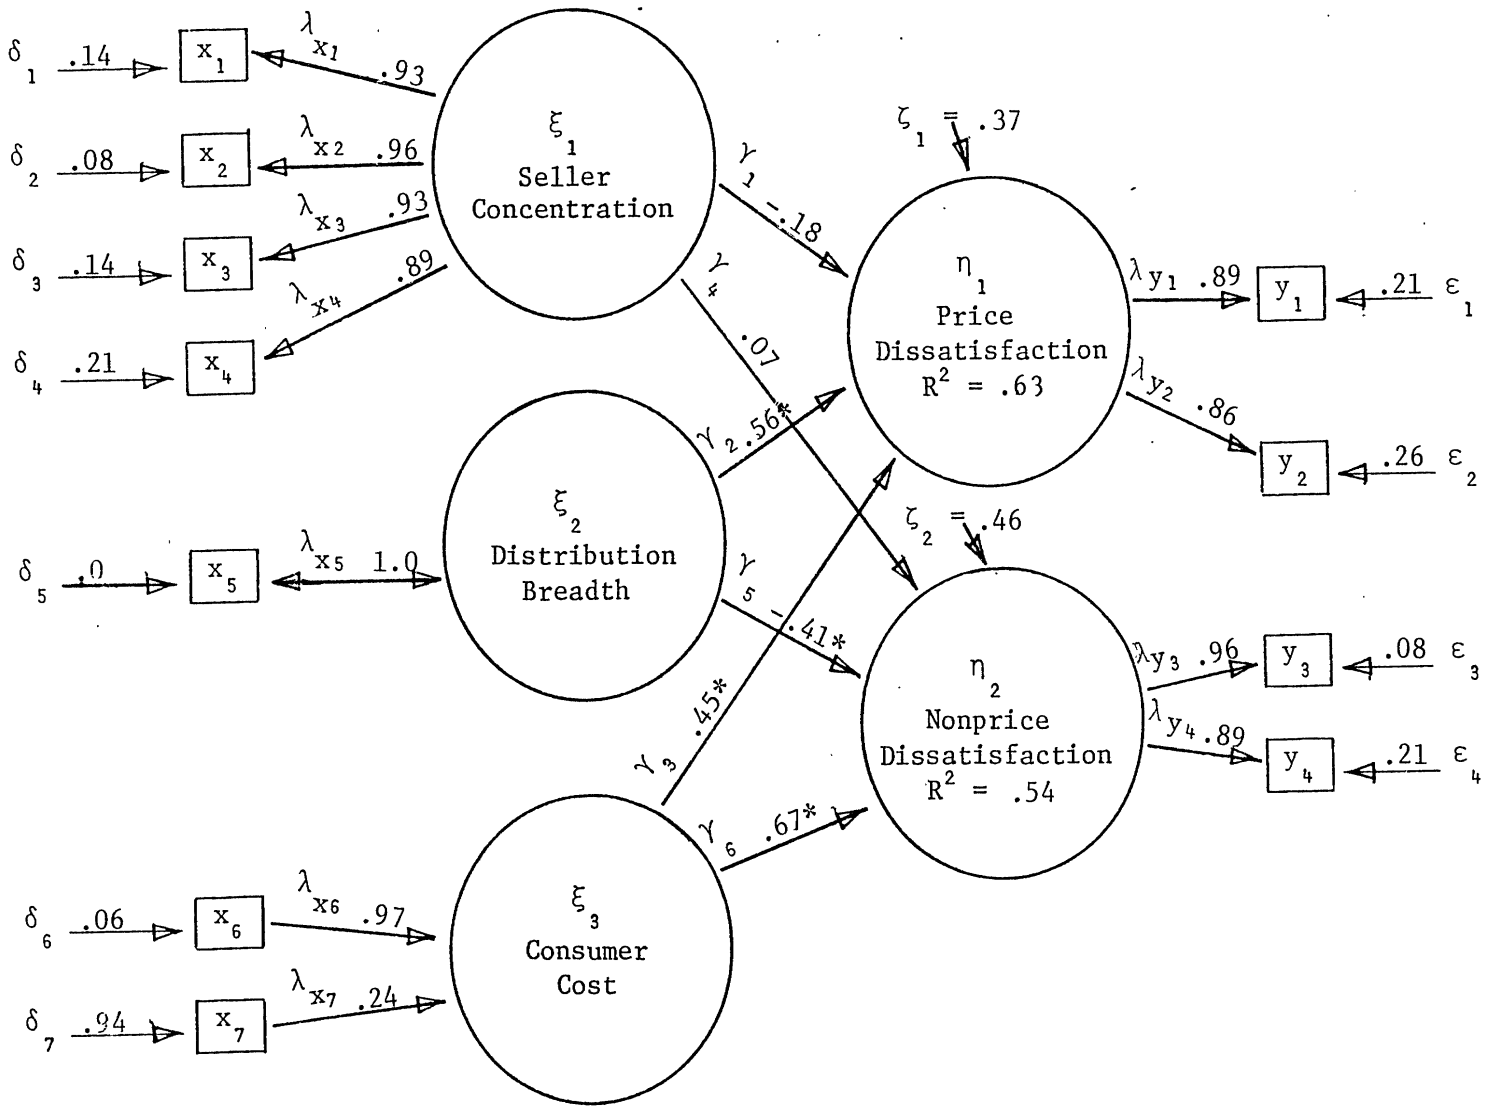 δ1 .14 x1 λx1 .93
δ2 .08 x2 λx2 .96
δ3 .14 x3 λx3 .93
δ4 .21 x4 λx4 .89
ξ1
Seller
Concentration
γ1 -.18
γ4 .07
ζ1 = .37
η1
Price
Dissatisfaction
R² = .63
λy1 .89 y1 .21 ε1
λy2 .86 y2 .26 ε2
δ5 .0 x5 λx5 1.0
ξ2
Distribution
Breadth
γ2 .56*
γ5 -.41*
ζ2 = .46
η2
Nonprice
Dissatisfaction
R² = .54
λy3 .96 y3 .08 ε3
λy4 .89 y4 .21 ε4
γ3 .45*
γ6 .67*
δ6 .06 x6 λx6 .97
δ7 .94 x7 λx7 .24
ξ3
Consumer
Cost